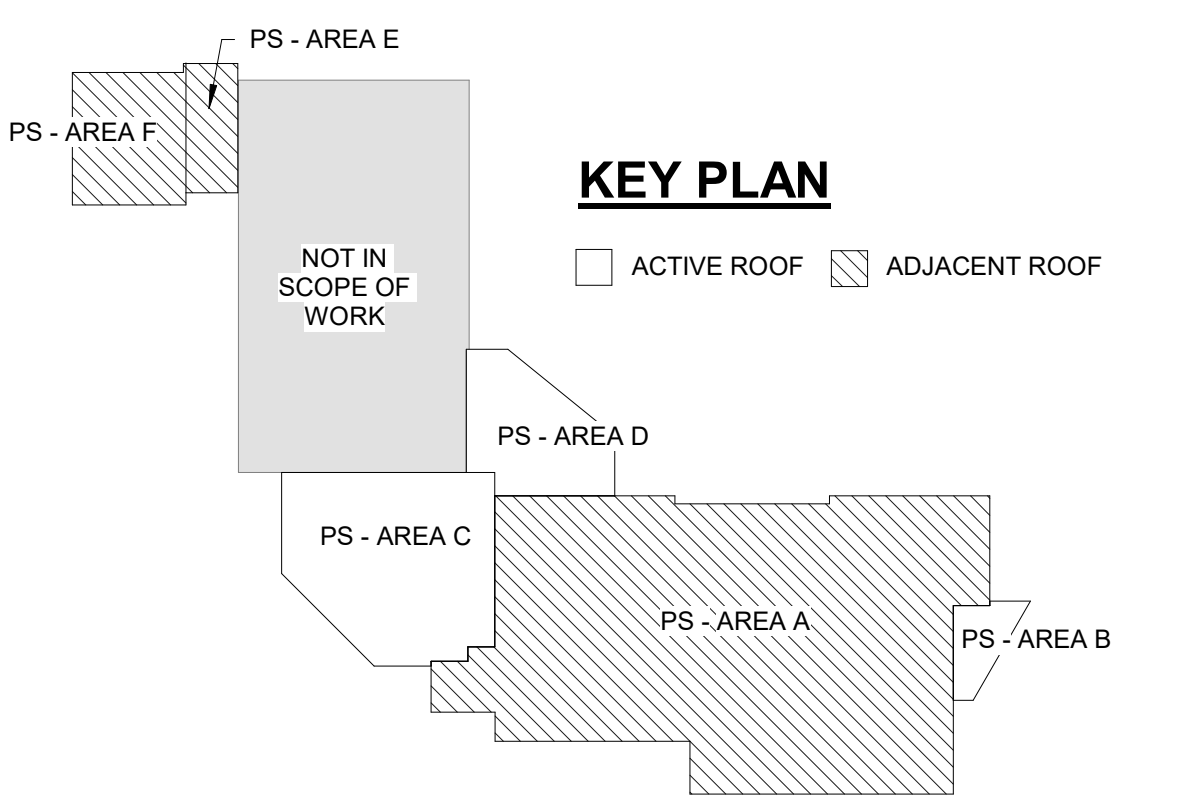 PS - AREA E
PS - AREA F
KEY PLAN
NOT IN
SCOPE OF
WORK
ACTIVE ROOF
ADJACENT ROOF
PS - AREA D
PS - AREA C
PS - AREA A
PS - AREA B